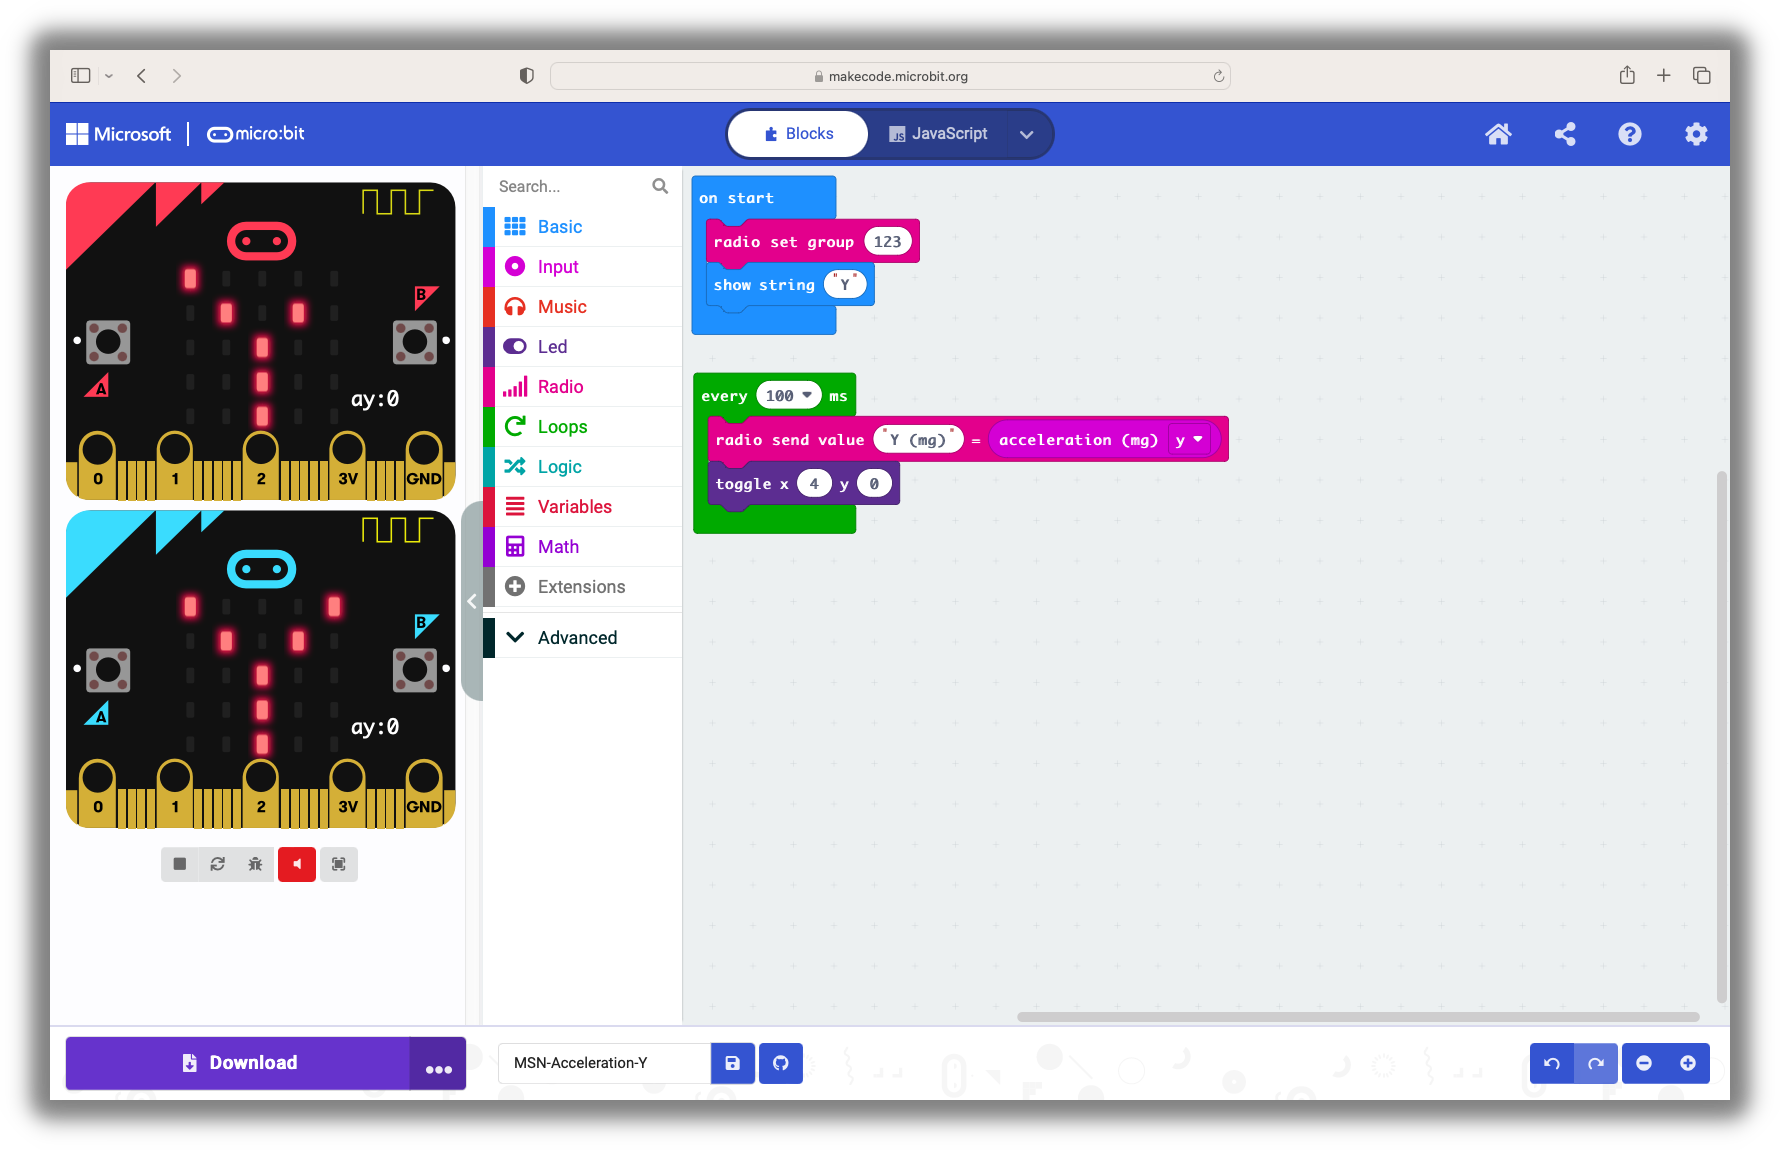 makecode.microbit.org
Microsoft micro:bit
Blocks JS JavaScript
B
A
ay:0
0 1 2 3V GND
B
A
ay:0
0 1 2 3V GND
Search...
Basic
Input
Music
Led
Radio
Loops
Logic
Variables
Math
Extensions
Advanced
on start
radio set group 123
show string "Y"
every 100 ms
radio send value "Y (mg)" = acceleration (mg) y
toggle x 4 y 0
Download ...
MSN-Acceleration-Y